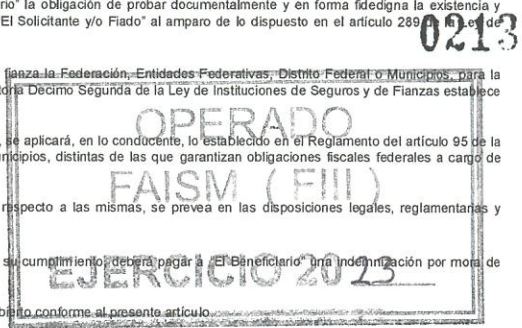 rio" la obligación de probar documentalmente y en forma fidedigna la existencia y
"El Solicitante y/o Fiado" al amparo de lo dispuesto en el artículo 289 de la Ley de
0213
fianza la Federación, Entidades Federativas, Distrito Federal o Municipios, para la
toria Decimo Segunda de la Ley de Instituciones de Seguros y de Fianzas establece
OPERADO
, se aplicará, en lo conducente, lo establecido en el Reglamento del artículo 95 de la
nicipios, distintas de las que garantizan obligaciones fiscales federales a cargo de
FAISM ( FIII )
respecto a las mismas, se prevea en las disposiciones legales, reglamentarias y
su cumplimiento, deberá pagar a "El Beneficiario" una indemnización por mora de
EJERCICIO 2023
bierto conforme al presente artículo.